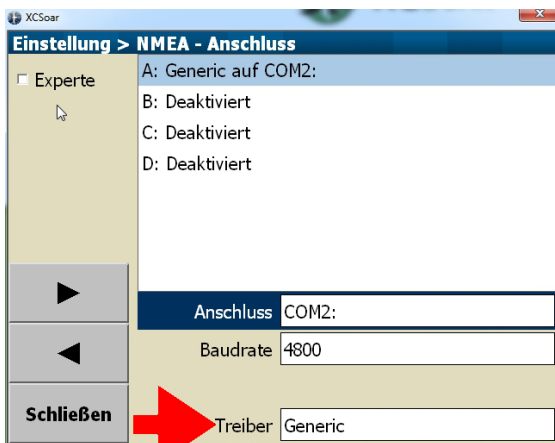 XCSoar
Einstellung > NMEA - Anschluss
Experte
A: Generic auf COM2:
B: Deaktiviert
C: Deaktiviert
D: Deaktiviert
Anschluss COM2:
Baudrate 4800
Schließen
Treiber Generic